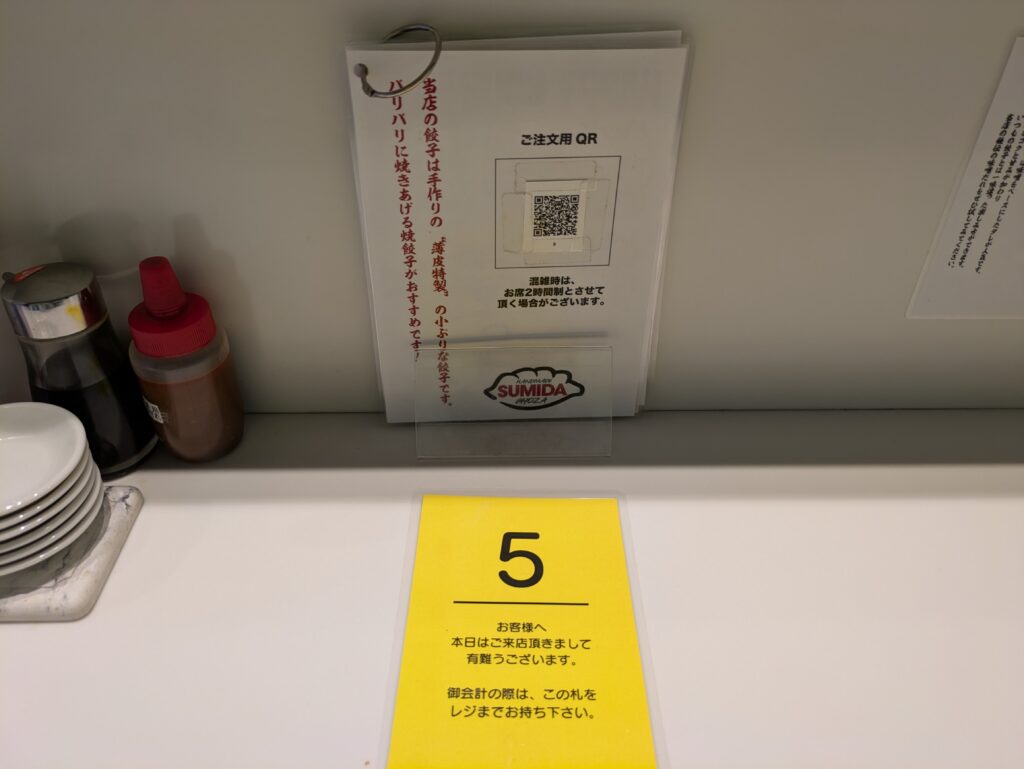 当店の餃子は手作りの〝薄皮特製〟の小ぶりな餃子です。
パリパリに焼きあげる焼餃子がおすすめです!
ご注文用 QR
混雑時は、
お席2時間制とさせて
頂く場合がございます。
HANDMADE
SUMIDA
GYOZA
5
お客様へ
本日はご来店頂きまして
有難うございます。
御会計の際は、この札を
レジまでお持ち下さい。